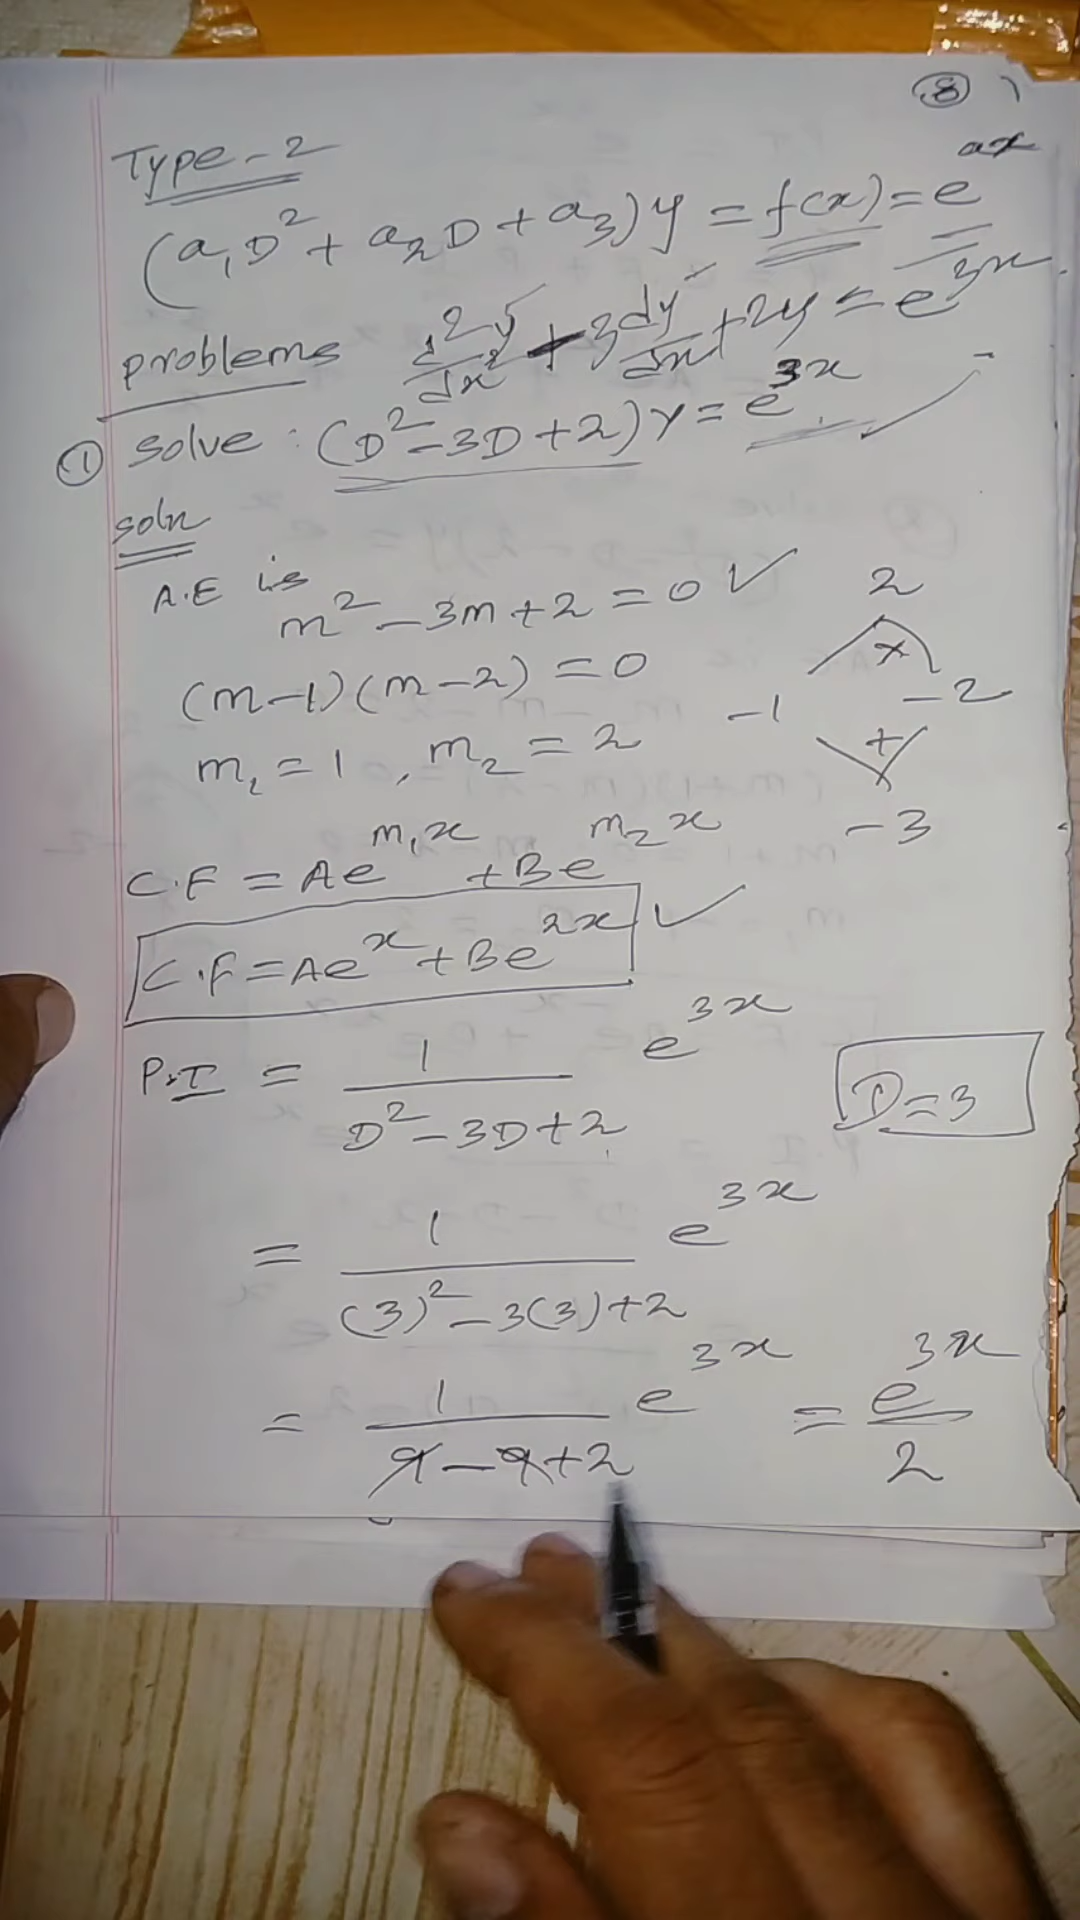 8
Type-2
(a₁D² + a₂D + a₃)y = f(x) = e^{ax}
problems d²y/dx² + 3 dy/dx + 2y = e^{3x}
① Solve : (D² - 3D + 2)Y = e^{3x}
soln
A.E is
m² - 3m + 2 = 0 ✓
(m-1)(m-2) = 0
m₁ = 1, m₂ = 2
2
×
-1 -2
+
-3
C.F = Ae^{m₁x} + Be^{m₂x}
C.F = Ae^{x} + Be^{2x} ✓
P.I = 1/(D² - 3D + 2) e^{3x}
D = 3
= 1/((3)² - 3(3) + 2) e^{3x}
= 1/(9 - 9 + 2) e^{3x} = e^{3x}/2